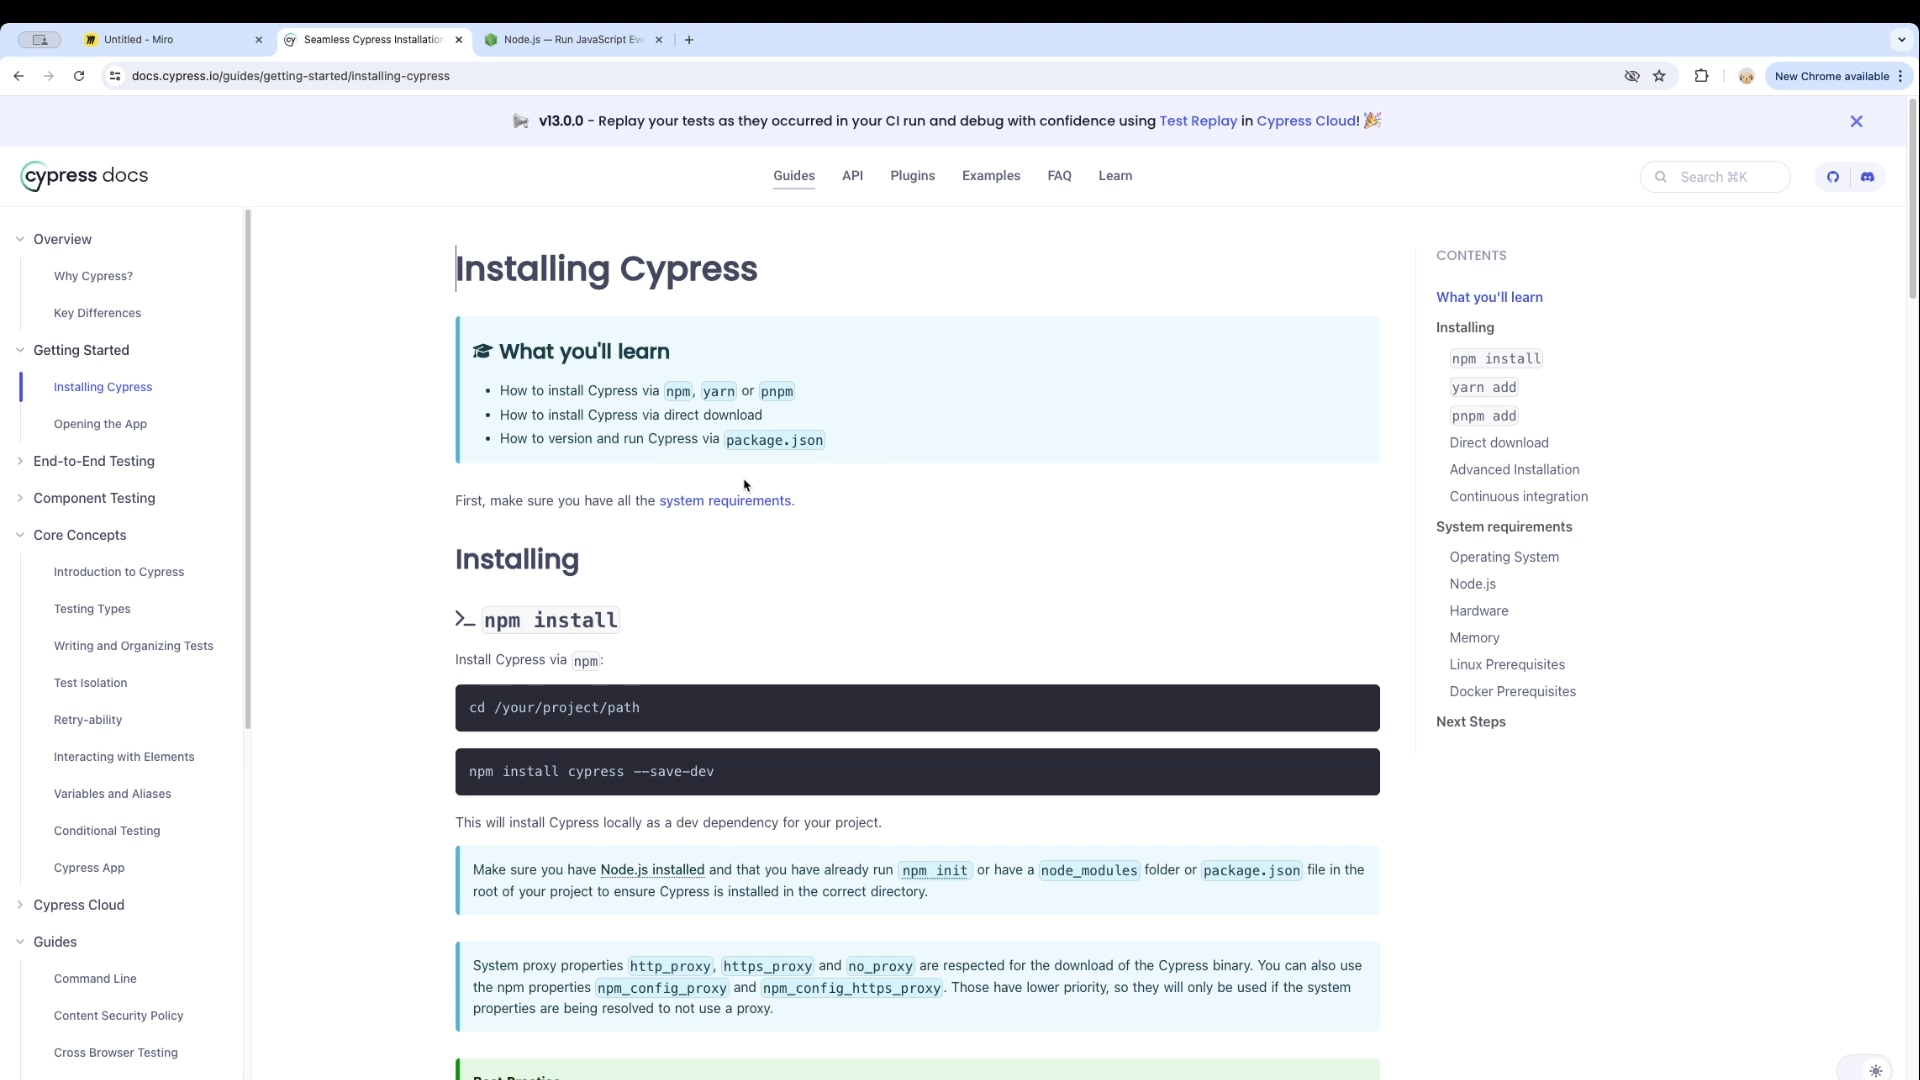 Untitled - Miro
Seamless Cypress Installation
Node.js — Run JavaScript Eve
docs.cypress.io/guides/getting-started/installing-cypress
New Chrome available
v13.0.0 - Replay your tests as they occurred in your CI run and debug with confidence using Test Replay in Cypress Cloud! 🎉
cypress docs
Guides
API
Plugins
Examples
FAQ
Learn
Search ⌘K
Overview
Why Cypress?
Key Differences
Getting Started
Installing Cypress
Opening the App
End-to-End Testing
Component Testing
Core Concepts
Introduction to Cypress
Testing Types
Writing and Organizing Tests
Test Isolation
Retry-ability
Interacting with Elements
Variables and Aliases
Conditional Testing
Cypress App
Cypress Cloud
Guides
Command Line
Content Security Policy
Cross Browser Testing
Installing Cypress
What you'll learn
• How to install Cypress via npm, yarn or pnpm
• How to install Cypress via direct download
• How to version and run Cypress via package.json
First, make sure you have all the system requirements.
Installing
npm install
Install Cypress via npm:
cd /your/project/path
npm install cypress --save-dev
This will install Cypress locally as a dev dependency for your project.
Make sure you have Node.js installed and that you have already run npm init or have a node_modules folder or package.json file in the
root of your project to ensure Cypress is installed in the correct directory.
System proxy properties http_proxy, https_proxy and no_proxy are respected for the download of the Cypress binary. You can also use
the npm properties npm_config_proxy and npm_config_https_proxy. Those have lower priority, so they will only be used if the system
properties are being resolved to not use a proxy.
CONTENTS
What you'll learn
Installing
npm install
yarn add
pnpm add
Direct download
Advanced Installation
Continuous integration
System requirements
Operating System
Node.js
Hardware
Memory
Linux Prerequisites
Docker Prerequisites
Next Steps